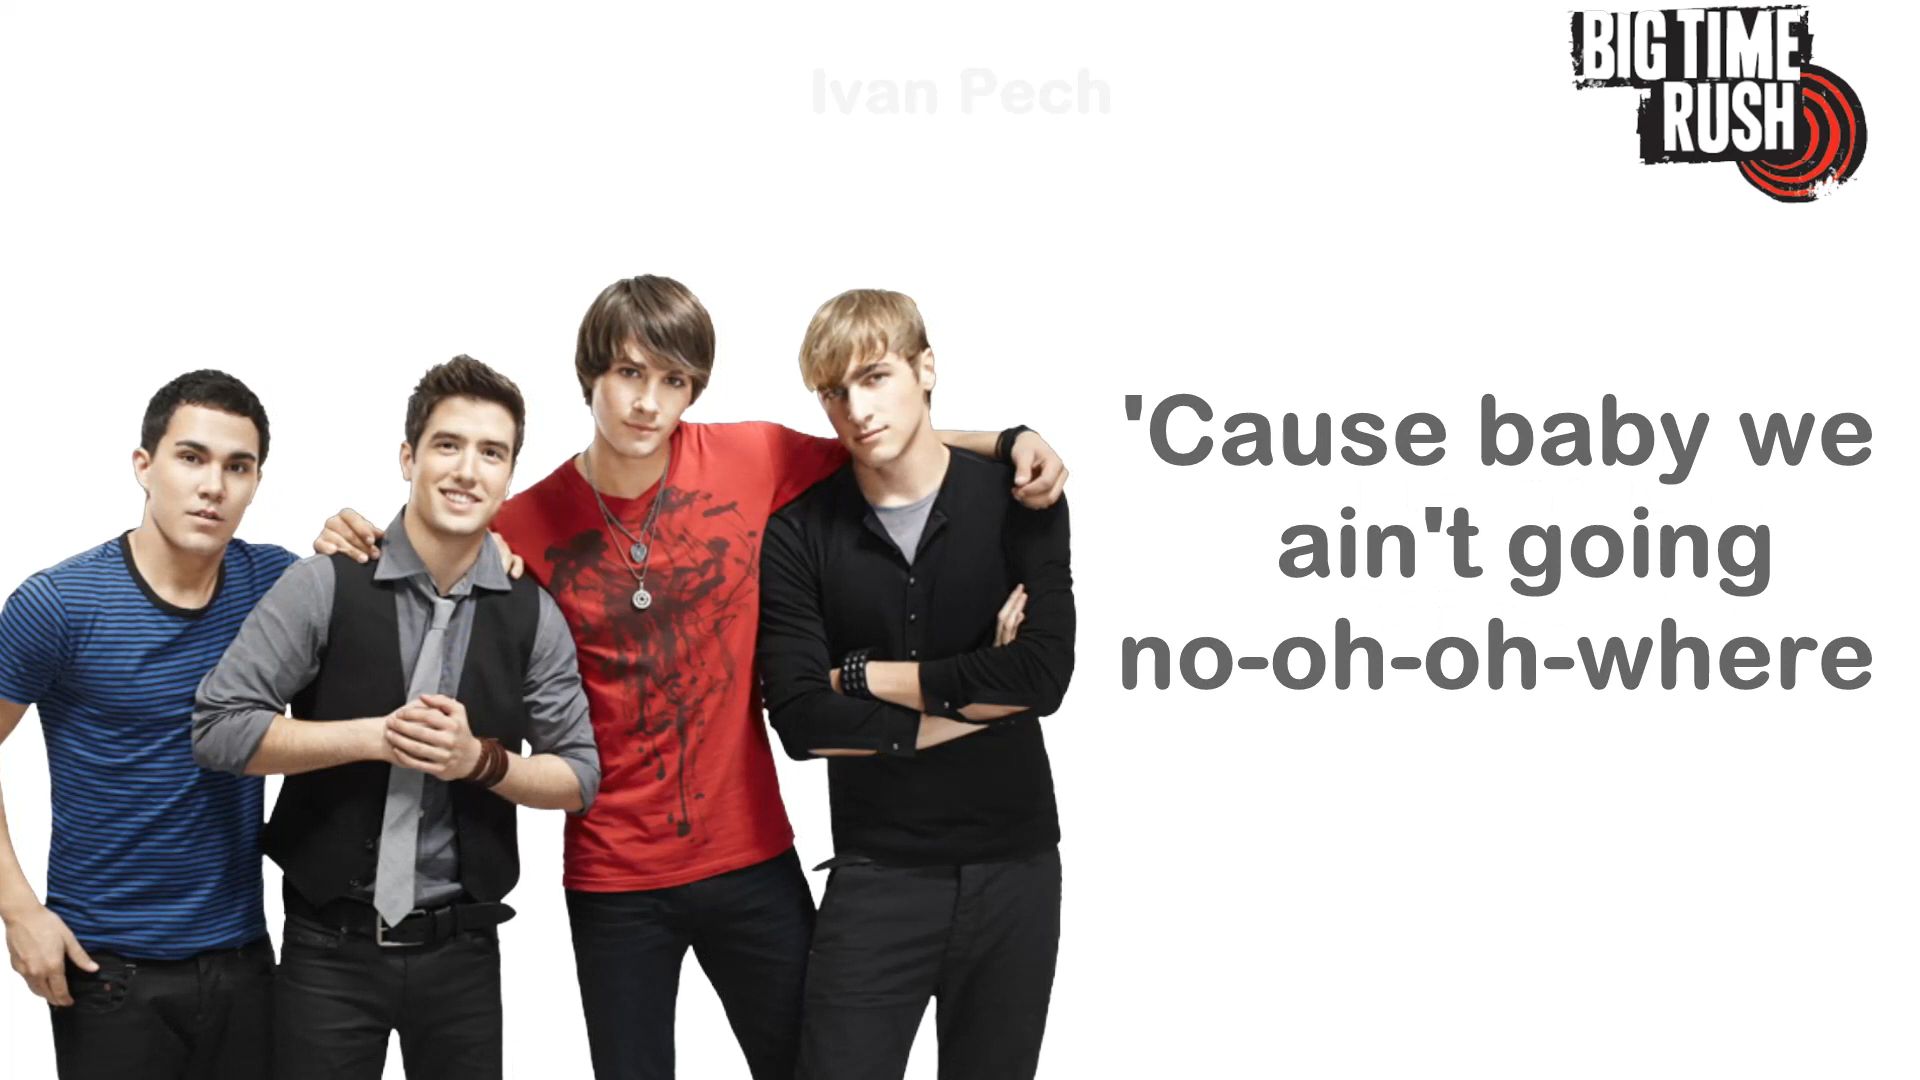 Ivan Pech
BIG TIME
RUSH
'Cause baby we
ain't going
no-oh-oh-where